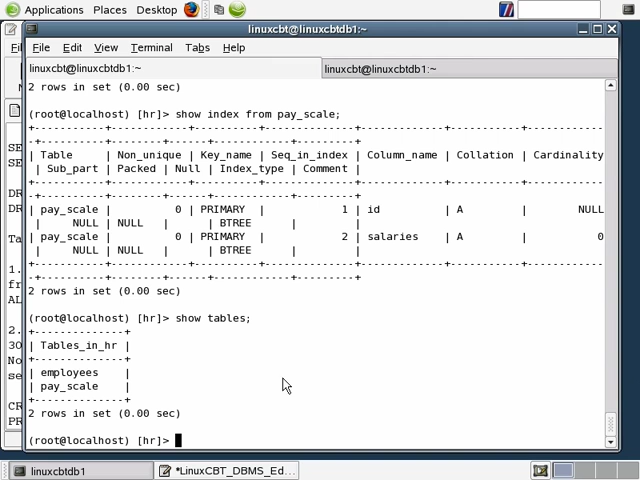 Applications Places Desktop
linuxcbt@linuxcbtdb1:~
File Edit View Terminal Tabs Help
linuxcbt@linuxcbtdb1:~ linuxcbt@linuxcbtdb1:~
2 rows in set (0.00 sec)
(root@localhost) [hr]> show index from pay_scale;
+-----------+------------+----------+--------------+-------------+-----------+-------------
-+----------+--------+------+------------+---------+
| Table | Non_unique | Key_name | Seq_in_index | Column_name | Collation | Cardinality
| Sub_part | Packed | Null | Index_type | Comment |
+-----------+------------+----------+--------------+-------------+-----------+-------------
-+----------+--------+------+------------+---------+
| pay_scale | 0 | PRIMARY | 1 | id | A | NULL
| NULL | NULL | | BTREE | |
| pay_scale | 0 | PRIMARY | 2 | salaries | A | 0
| NULL | NULL | | BTREE | |
+-----------+------------+----------+--------------+-------------+-----------+-------------
-+----------+--------+------+------------+---------+
2 rows in set (0.00 sec)
(root@localhost) [hr]> show tables;
+--------------+
| Tables_in_hr |
+--------------+
| employees |
| pay_scale |
+--------------+
2 rows in set (0.00 sec)
(root@localhost) [hr]>
linuxcbtdb1 *LinuxCBT_DBMS_Ed...